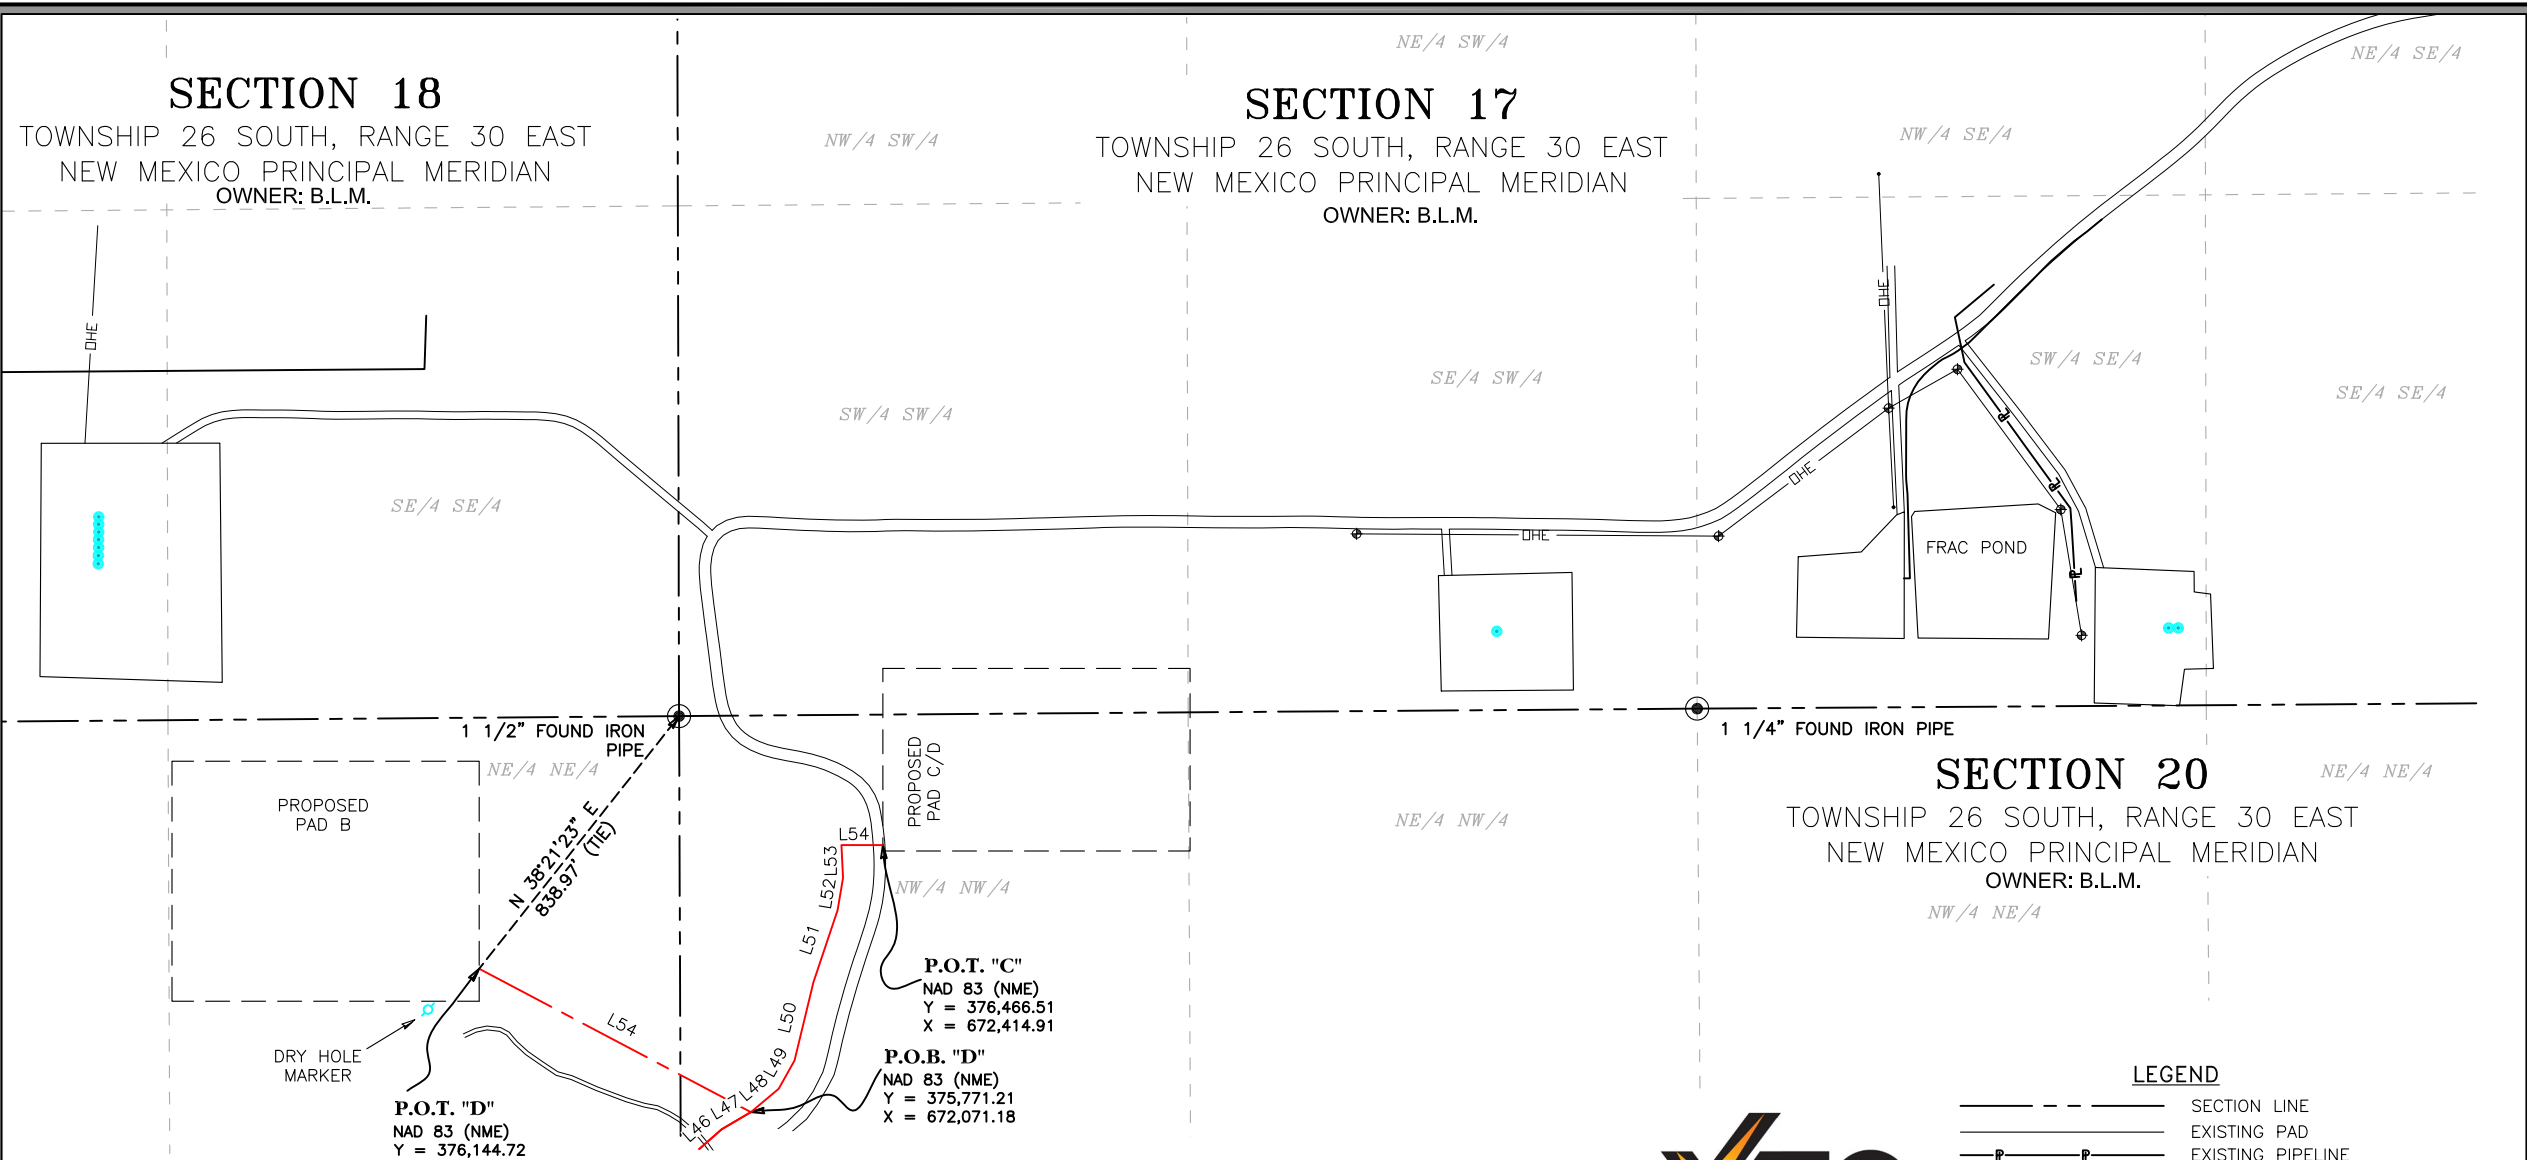 SECTION 18
TOWNSHIP 26 SOUTH, RANGE 30 EAST
NEW MEXICO PRINCIPAL MERIDIAN
OWNER: B.L.M.
NE/4 SW/4
NE/4 SE/4
SECTION 17
TOWNSHIP 26 SOUTH, RANGE 30 EAST
NEW MEXICO PRINCIPAL MERIDIAN
OWNER: B.L.M.
NW/4 SW/4
NW/4 SE/4
OHE
OHE
SW/4 SE/4
SE/4 SE/4
SE/4 SW/4
SW/4 SW/4
SE/4 SE/4
PL
OHE
PL
OHE
FRAC POND
PL
1 1/2" FOUND IRON
PIPE
1 1/4" FOUND IRON PIPE
NE/4 NE/4
PROPOSED
PAD B
PROPOSED
PAD C/D
SECTION 20
TOWNSHIP 26 SOUTH, RANGE 30 EAST
NEW MEXICO PRINCIPAL MERIDIAN
OWNER: B.L.M.
NE/4 NE/4
NE/4 NW/4
NW/4 NE/4
NW/4 NW/4
N 38°21'23" E
838.97' (TIE)
L54
L53
L52
L51
L50
L49
L48
L47
L46
L54
P.O.T. "C"
NAD 83 (NME)
Y = 376,466.51
X = 672,414.91
P.O.B. "D"
NAD 83 (NME)
Y = 375,771.21
X = 672,071.18
DRY HOLE
MARKER
P.O.T. "D"
NAD 83 (NME)
Y = 376,144.72
LEGEND
SECTION LINE
EXISTING PAD
PL PL EXISTING PIPELINE